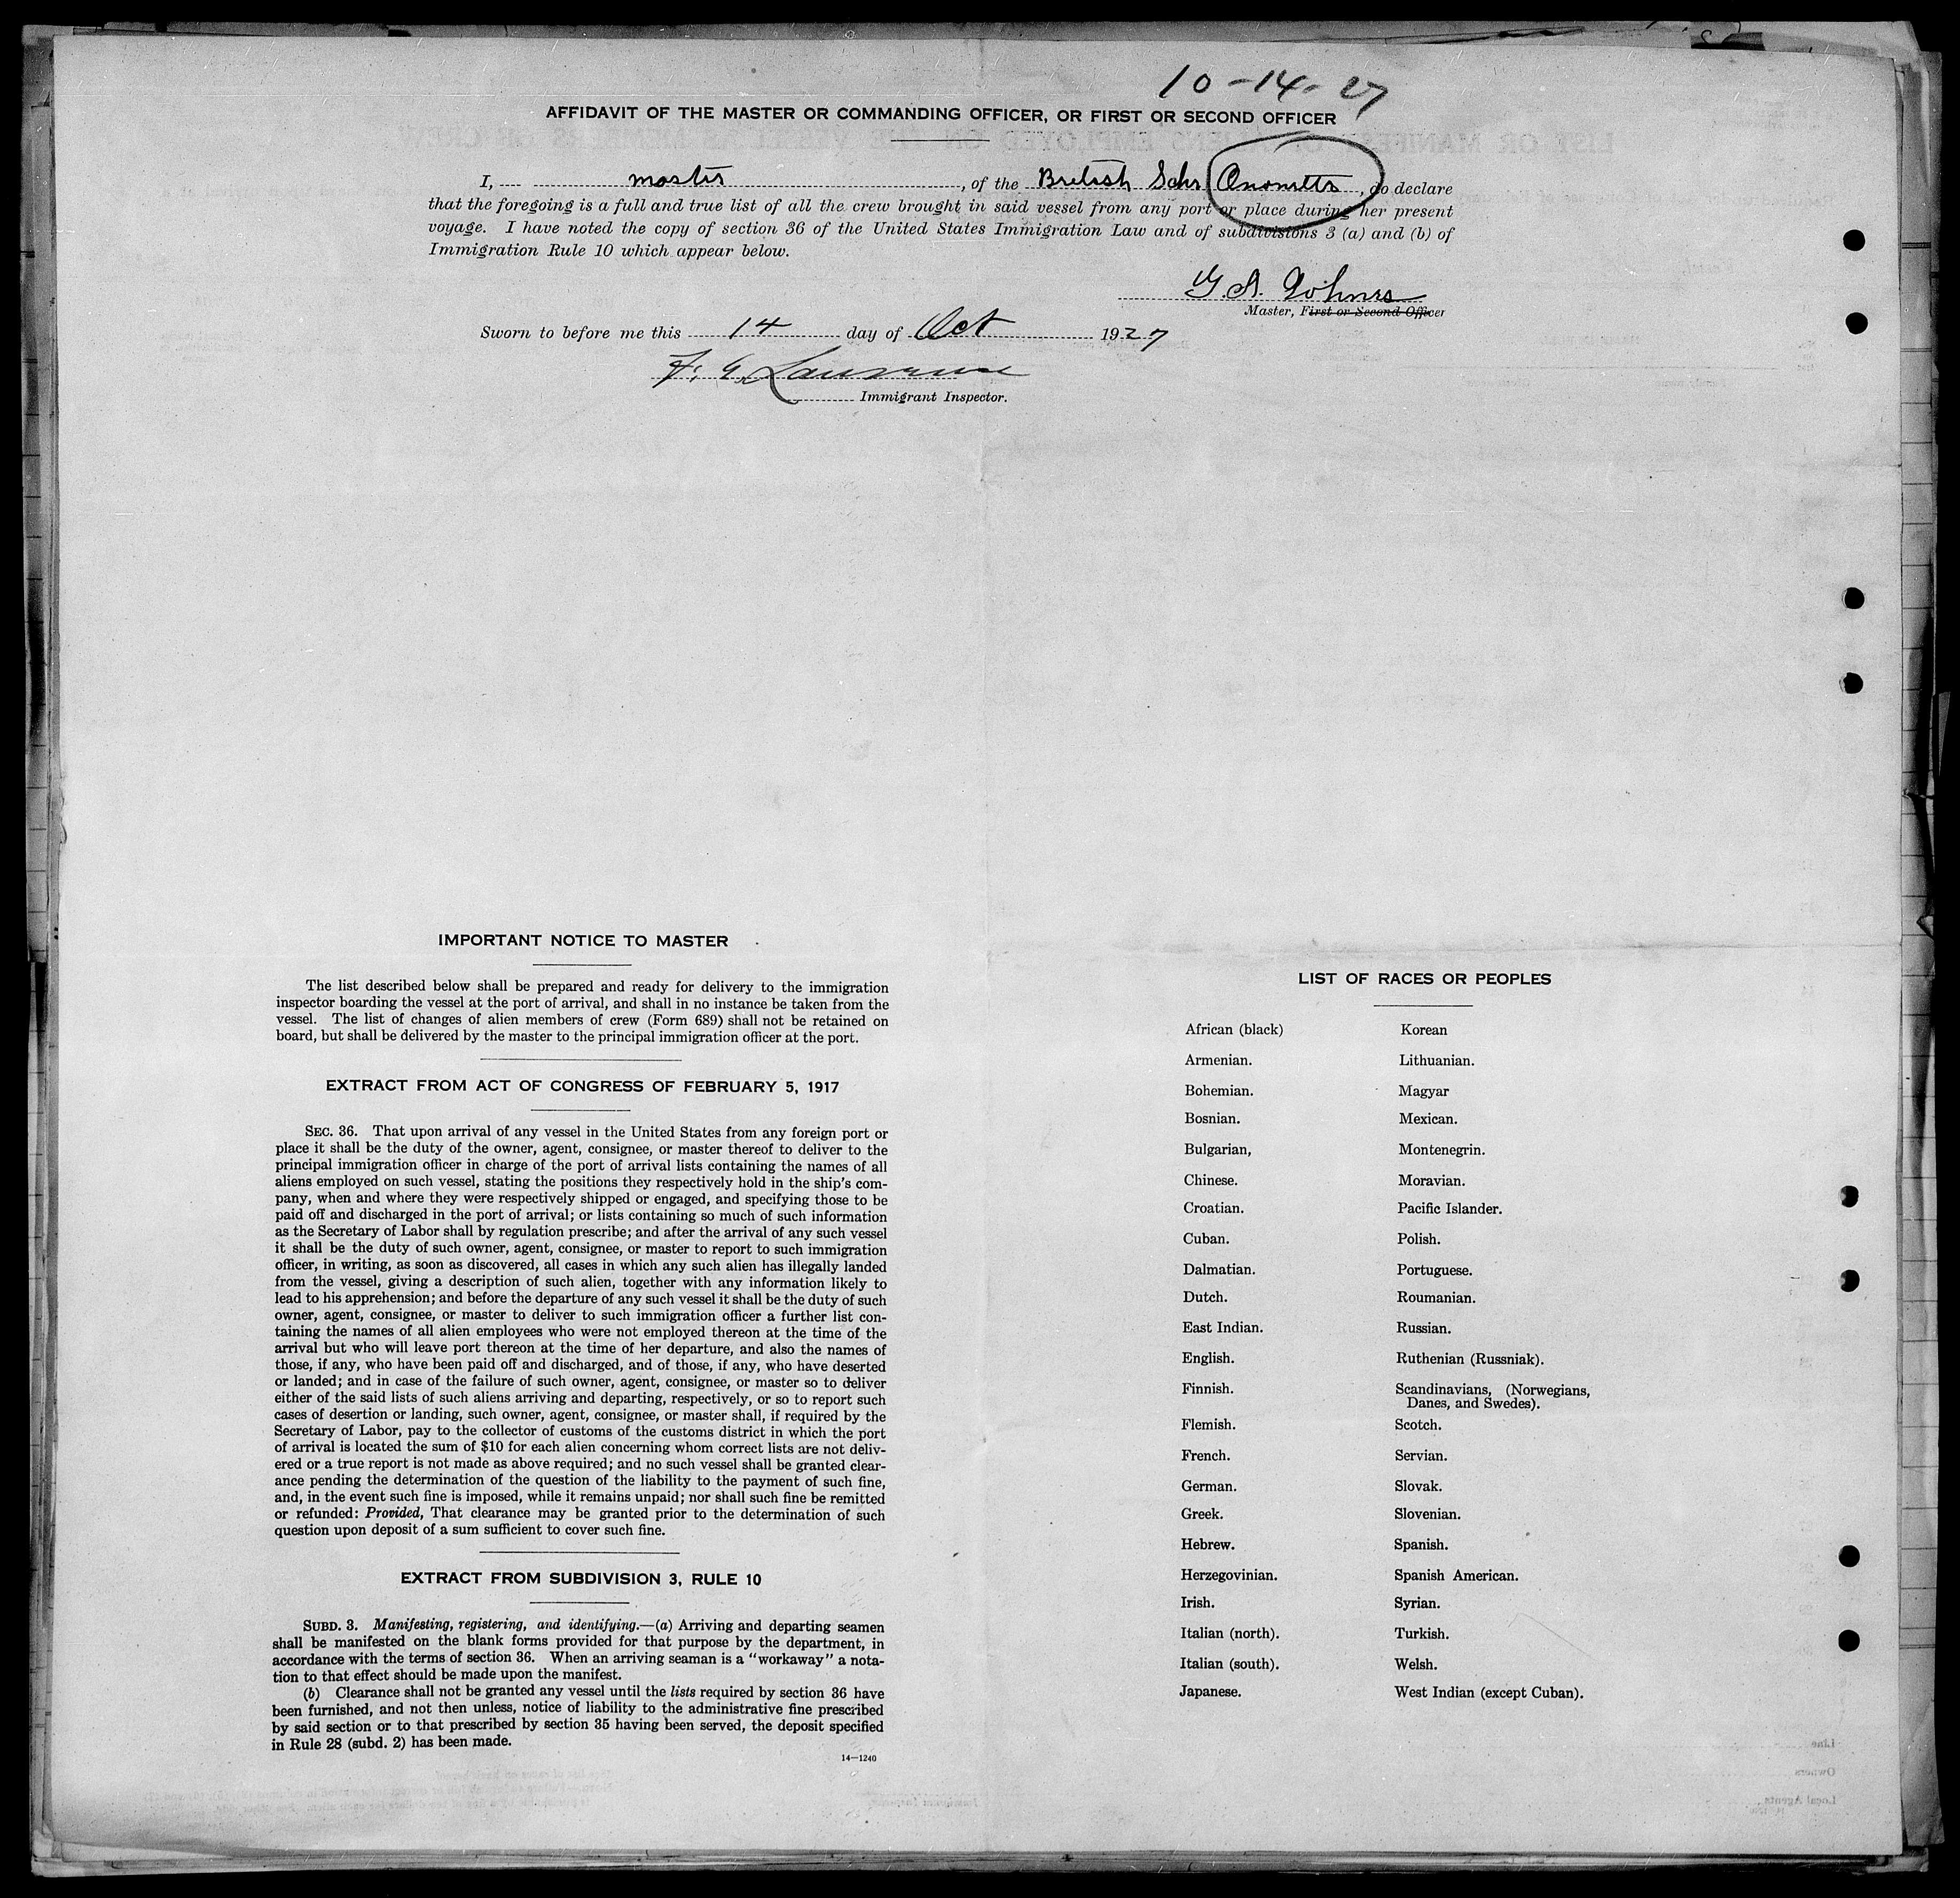 10-14-27
AFFIDAVIT OF THE MASTER OR COMMANDING OFFICER, OR FIRST OR SECOND OFFICER
I, master, of the British Schr, do declare
that the foregoing is a full and true list of all the crew brought in said vessel from any port or place during her present
voyage. I have noted the copy of section 36 of the United States Immigration Law and of subdivisions 3 (a) and (b) of
Immigration Rule 10 which appear below.
Master, First or Second Officer
Sworn to before me this 14 day of Oct 1927
Immigrant Inspector.
IMPORTANT NOTICE TO MASTER
The list described below shall be prepared and ready for delivery to the immigration
inspector boarding the vessel at the port of arrival, and shall in no instance be taken from the
vessel. The list of changes of alien members of crew (Form 689) shall not be retained on
board, but shall be delivered by the master to the principal immigration officer at the port.
EXTRACT FROM ACT OF CONGRESS OF FEBRUARY 5, 1917
SEC. 36. That upon arrival of any vessel in the United States from any foreign port or
place it shall be the duty of the owner, agent, consignee, or master thereof to deliver to the
principal immigration officer in charge of the port of arrival lists containing the names of all
aliens employed on such vessel, stating the positions they respectively hold in the ship's com-
pany, when and where they were respectively shipped or engaged, and specifying those to be
paid off and discharged in the port of arrival; or lists containing so much of such information
as the Secretary of Labor shall by regulation prescribe; and after the arrival of any such vessel
it shall be the duty of such owner, agent, consignee, or master to report to such immigration
officer, in writing, as soon as discovered, all cases in which any such alien has illegally landed
from the vessel, giving a description of such alien, together with any information likely to
lead to his apprehension; and before the departure of any such vessel it shall be the duty of such
owner, agent, consignee, or master to deliver to such immigration officer a further list con-
taining the names of all alien employees who were not employed thereon at the time of the
arrival but who will leave port thereon at the time of her departure, and also the names of
those, if any, who have been paid off and discharged, and of those, if any, who have deserted
or landed; and in case of the failure of such owner, agent, consignee, or master so to deliver
either of the said lists of such aliens arriving and departing, respectively, or so to report such
cases of desertion or landing, such owner, agent, consignee, or master shall, if required by the
Secretary of Labor, pay to the collector of customs of the customs district in which the port
of arrival is located the sum of $10 for each alien concerning whom correct lists are not deliv-
ered or a true report is not made as above required; and no such vessel shall be granted clear-
ance pending the determination of the question of the liability to the payment of such fine,
and, in the event such fine is imposed, while it remains unpaid; nor shall such fine be remitted
or refunded: Provided, That clearance may be granted prior to the determination of such
question upon deposit of a sum sufficient to cover such fine.
EXTRACT FROM SUBDIVISION 3, RULE 10
SUBD. 3. Manifesting, registering, and identifying.—(a) Arriving and departing seamen
shall be manifested on the blank forms provided for that purpose by the department, in
accordance with the terms of section 36. When an arriving seaman is a "workaway" a nota-
tion to that effect should be made upon the manifest.
(b) Clearance shall not be granted any vessel until the lists required by section 36 have
been furnished, and not then unless, notice of liability to the administrative fine prescribed
by said section or to that prescribed by section 35 having been served, the deposit specified
in Rule 28 (subd. 2) has been made.
14—1240
LIST OF RACES OR PEOPLES
African (black)
Armenian.
Bohemian.
Bosnian.
Bulgarian,
Chinese.
Croatian.
Cuban.
Dalmatian.
Dutch.
East Indian.
English.
Finnish.
Flemish.
French.
German.
Greek.
Hebrew.
Herzegovinian.
Irish.
Italian (north).
Italian (south).
Japanese.
Korean
Lithuanian.
Magyar
Mexican.
Montenegrin.
Moravian.
Pacific Islander.
Polish.
Portuguese.
Roumanian.
Russian.
Ruthenian (Russniak).
Scandinavians, (Norwegians,
Danes, and Swedes).
Scotch.
Servian.
Slovak.
Slovenian.
Spanish.
Spanish American.
Syrian.
Turkish.
Welsh.
West Indian (except Cuban).